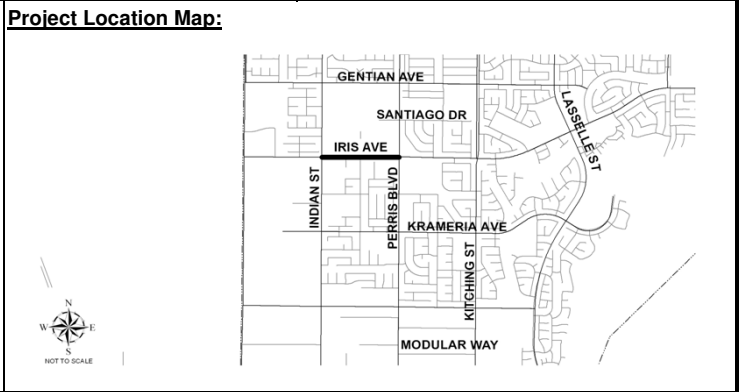 Project Location Map:
GENTIAN AVE
SANTIAGO DR
LASSELLE ST
IRIS AVE
INDIAN ST
PERRIS BLVD
KRAMERIA AVE
KITCHING ST
N
W E
S
NOT TO SCALE
MODULAR WAY